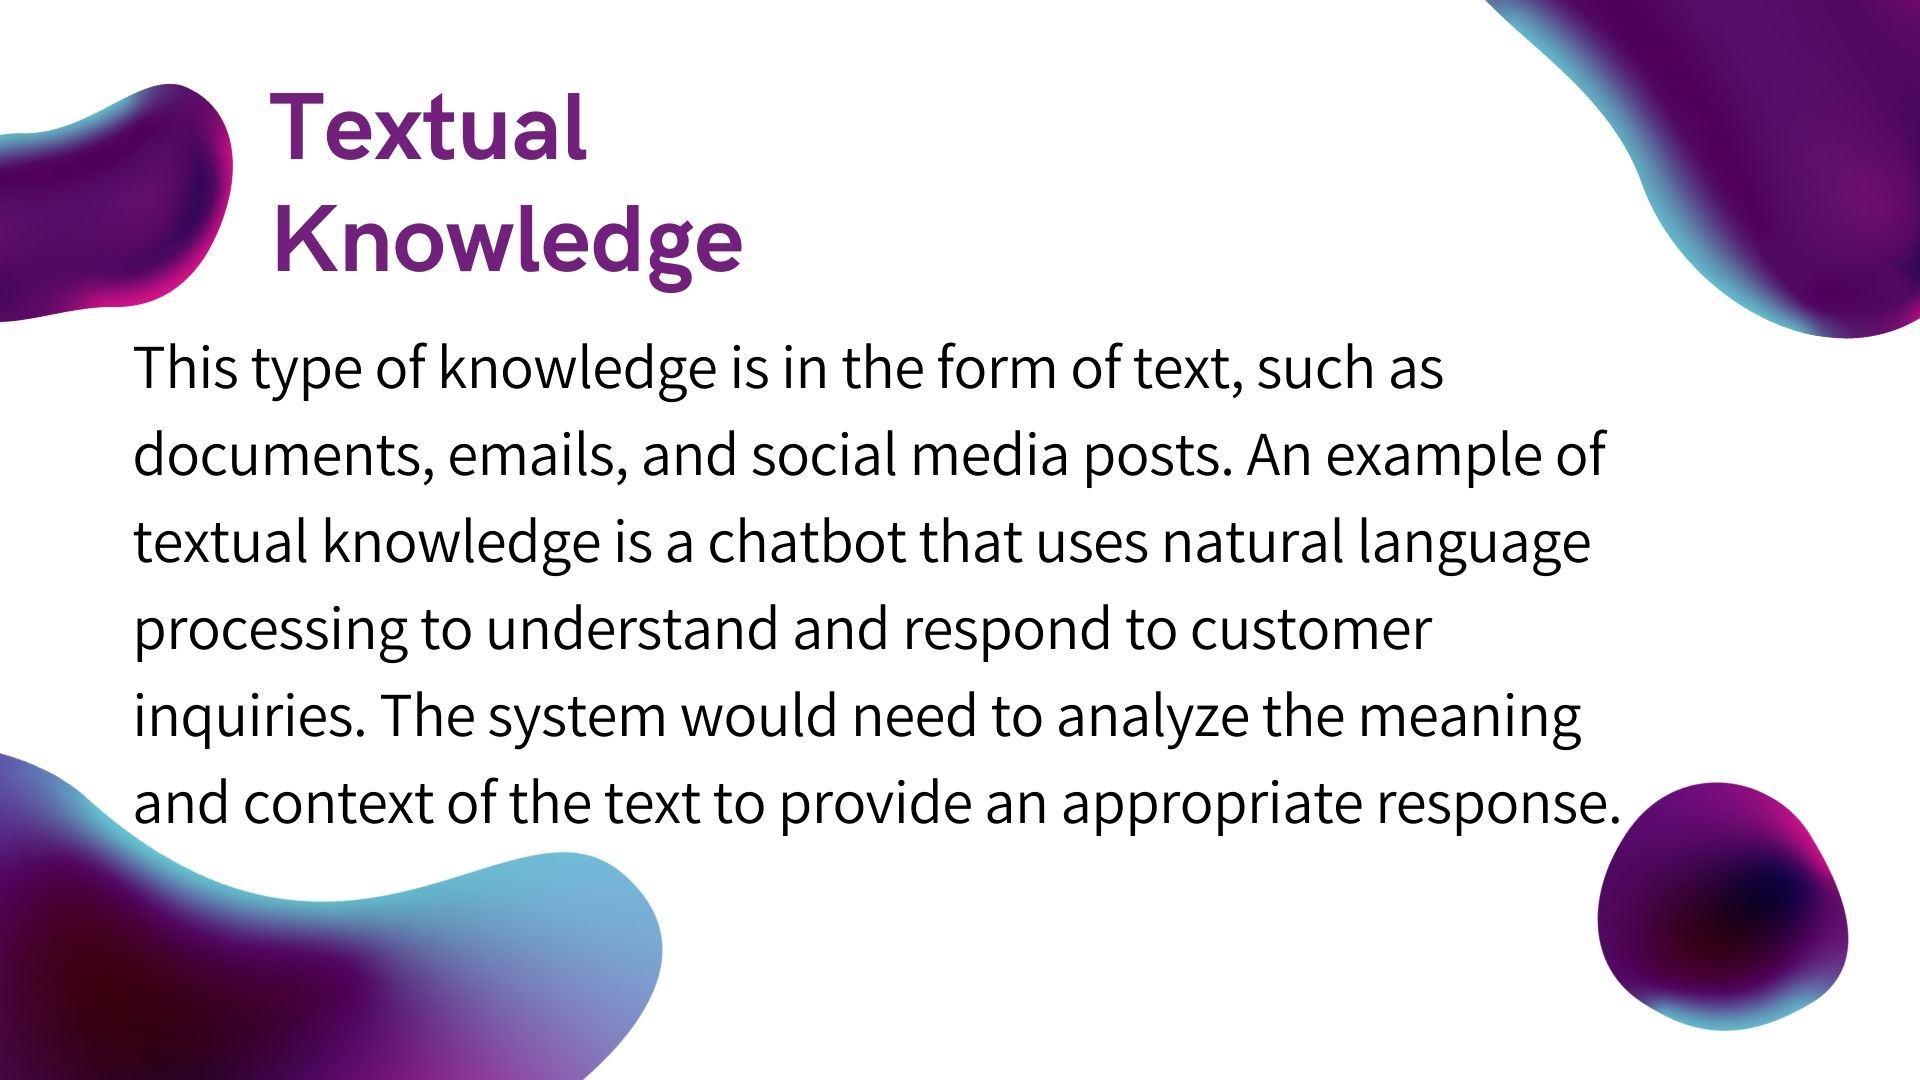 Textual
Knowledge
This type of knowledge is in the form of text, such as
documents, emails, and social media posts. An example of
textual knowledge is a chatbot that uses natural language
processing to understand and respond to customer
inquiries. The system would need to analyze the meaning
and context of the text to provide an appropriate response.